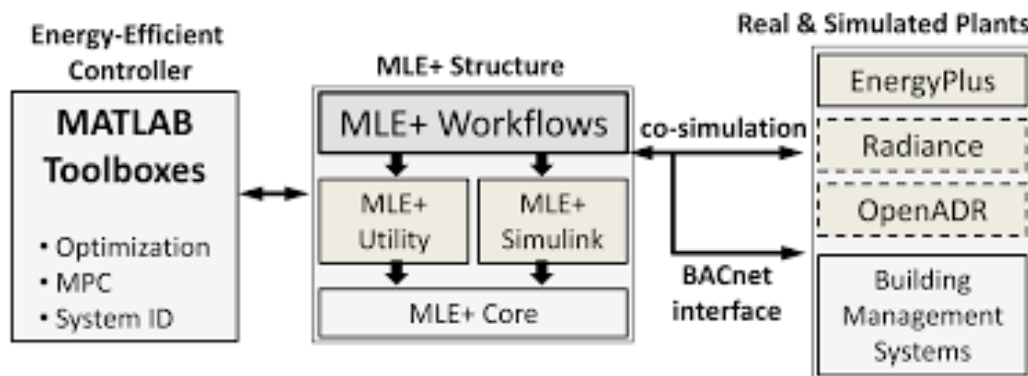 Energy-Efficient
Controller
MATLAB
Toolboxes
• Optimization
• MPC
• System ID
MLE+ Structure
MLE+ Workflows
MLE+
Utility
MLE+
Simulink
MLE+ Core
co-simulation
BACnet
interface
Real & Simulated Plants
EnergyPlus
Radiance
OpenADR
Building
Management
Systems